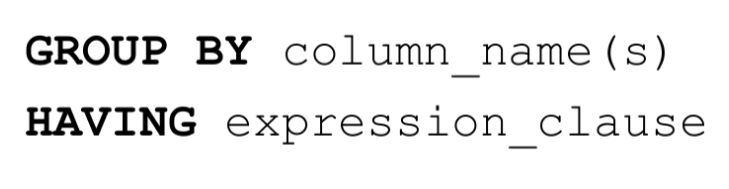 GROUP BY column_name(s)
HAVING expression_clause